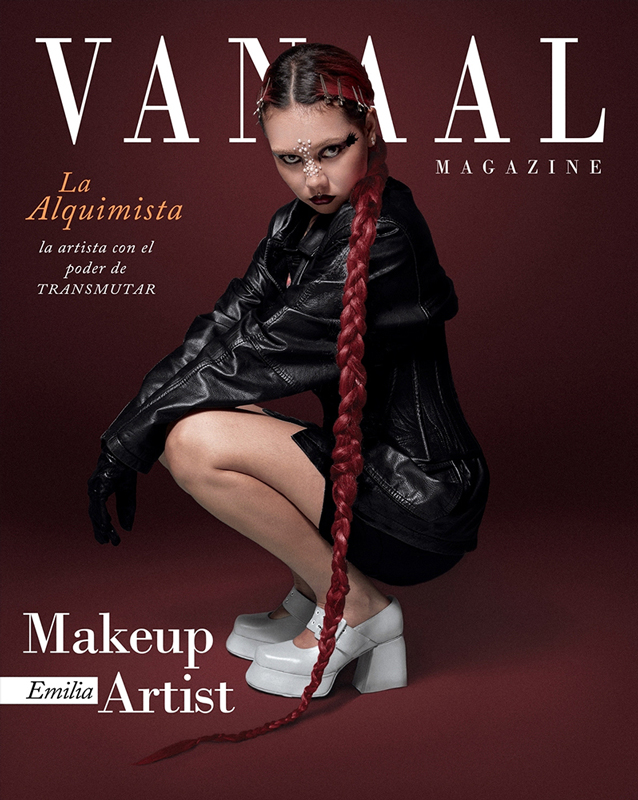 VANAAL
MAGAZINE
La
Alquimista
la artista con el
poder de
TRANSMUTAR
Makeup
Emilia Artist